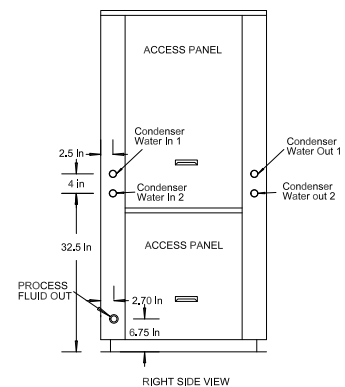 ACCESS PANEL
Condenser
Water In 1
Condenser
Water Out 1
2.5 In
4 In
Condenser
Water In 2
Condenser
Water out 2
32.5 In
ACCESS PANEL
PROCESS
FLUID OUT
2.70 In
6.75 In
RIGHT SIDE VIEW